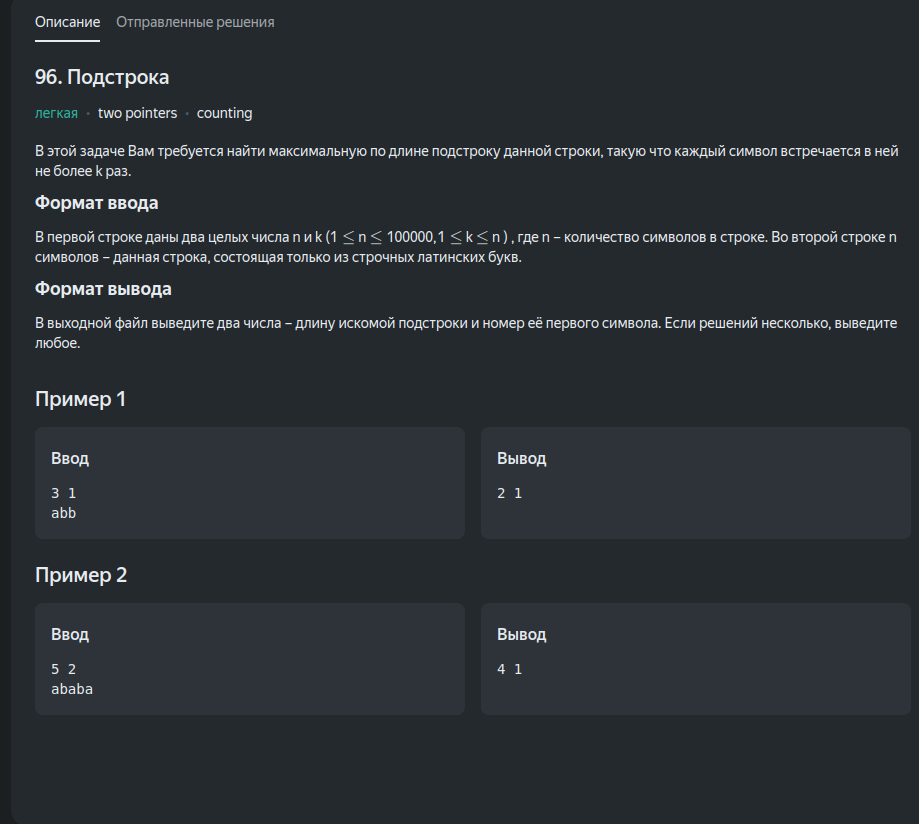 Описание Отправленные решения
96. Подстрока
легкая · two pointers · counting
В этой задаче Вам требуется найти максимальную по длине подстроку данной строки, такую что каждый символ встречается в ней
не более k раз.
Формат ввода
В первой строке даны два целых числа n и k (1 ≤ n ≤ 100000,1 ≤ k ≤ n ) , где n – количество символов в строке. Во второй строке n
символов – данная строка, состоящая только из строчных латинских букв.
Формат вывода
В выходной файл выведите два числа – длину искомой подстроки и номер её первого символа. Если решений несколько, выведите
любое.
Пример 1
Ввод
3 1
abb
Вывод
2 1
Пример 2
Ввод
5 2
ababa
Вывод
4 1